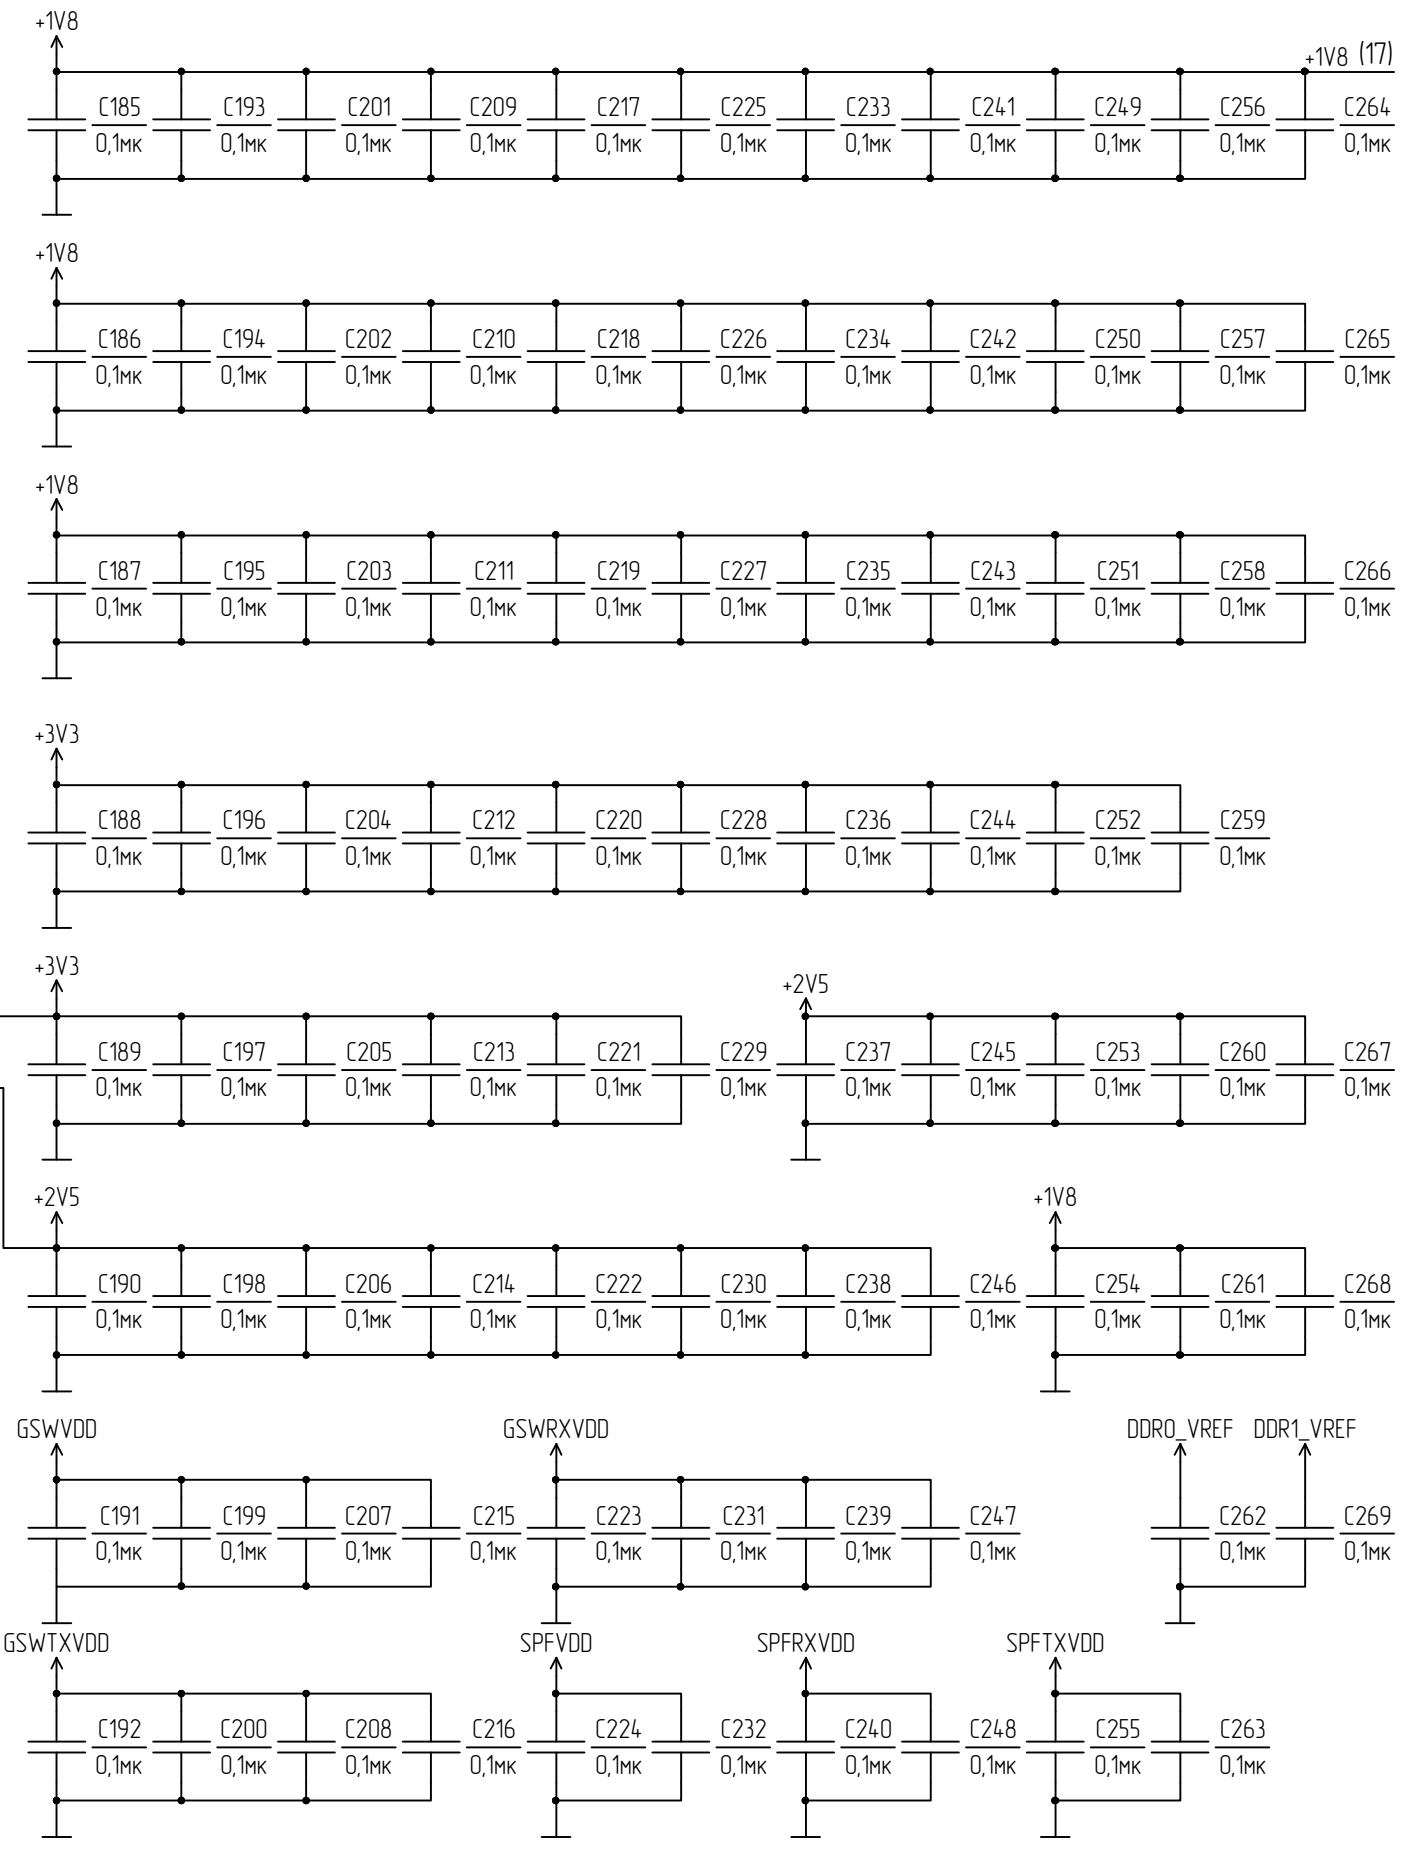 +1V8
+1V8 (17)
C185 C193 C201 C209 C217 C225 C233 C241 C249 C256 C264
0,1мк 0,1мк 0,1мк 0,1мк 0,1мк 0,1мк 0,1мк 0,1мк 0,1мк 0,1мк 0,1мк
+1V8
C186 C194 C202 C210 C218 C226 C234 C242 C250 C257 C265
0,1мк 0,1мк 0,1мк 0,1мк 0,1мк 0,1мк 0,1мк 0,1мк 0,1мк 0,1мк 0,1мк
+1V8
C187 C195 C203 C211 C219 C227 C235 C243 C251 C258 C266
0,1мк 0,1мк 0,1мк 0,1мк 0,1мк 0,1мк 0,1мк 0,1мк 0,1мк 0,1мк 0,1мк
+3V3
C188 C196 C204 C212 C220 C228 C236 C244 C252 C259
0,1мк 0,1мк 0,1мк 0,1мк 0,1мк 0,1мк 0,1мк 0,1мк 0,1мк 0,1мк
+3V3 +2V5
C189 C197 C205 C213 C221 C229 C237 C245 C253 C260 C267
0,1мк 0,1мк 0,1мк 0,1мк 0,1мк 0,1мк 0,1мк 0,1мк 0,1мк 0,1мк 0,1мк
+2V5 +1V8
C190 C198 C206 C214 C222 C230 C238 C246 C254 C261 C268
0,1мк 0,1мк 0,1мк 0,1мк 0,1мк 0,1мк 0,1мк 0,1мк 0,1мк 0,1мк 0,1мк
GSWVDD GSWRXVDD DDR0_VREF DDR1_VREF
C191 C199 C207 C215 C223 C231 C239 C247 C262 C269
0,1мк 0,1мк 0,1мк 0,1мк 0,1мк 0,1мк 0,1мк 0,1мк 0,1мк 0,1мк
GSWTXVDD SPFVDD SPFRXVDD SPFTXVDD
C192 C200 C208 C216 C224 C232 C240 C248 C255 C263
0,1мк 0,1мк 0,1мк 0,1мк 0,1мк 0,1мк 0,1мк 0,1мк 0,1мк 0,1мк